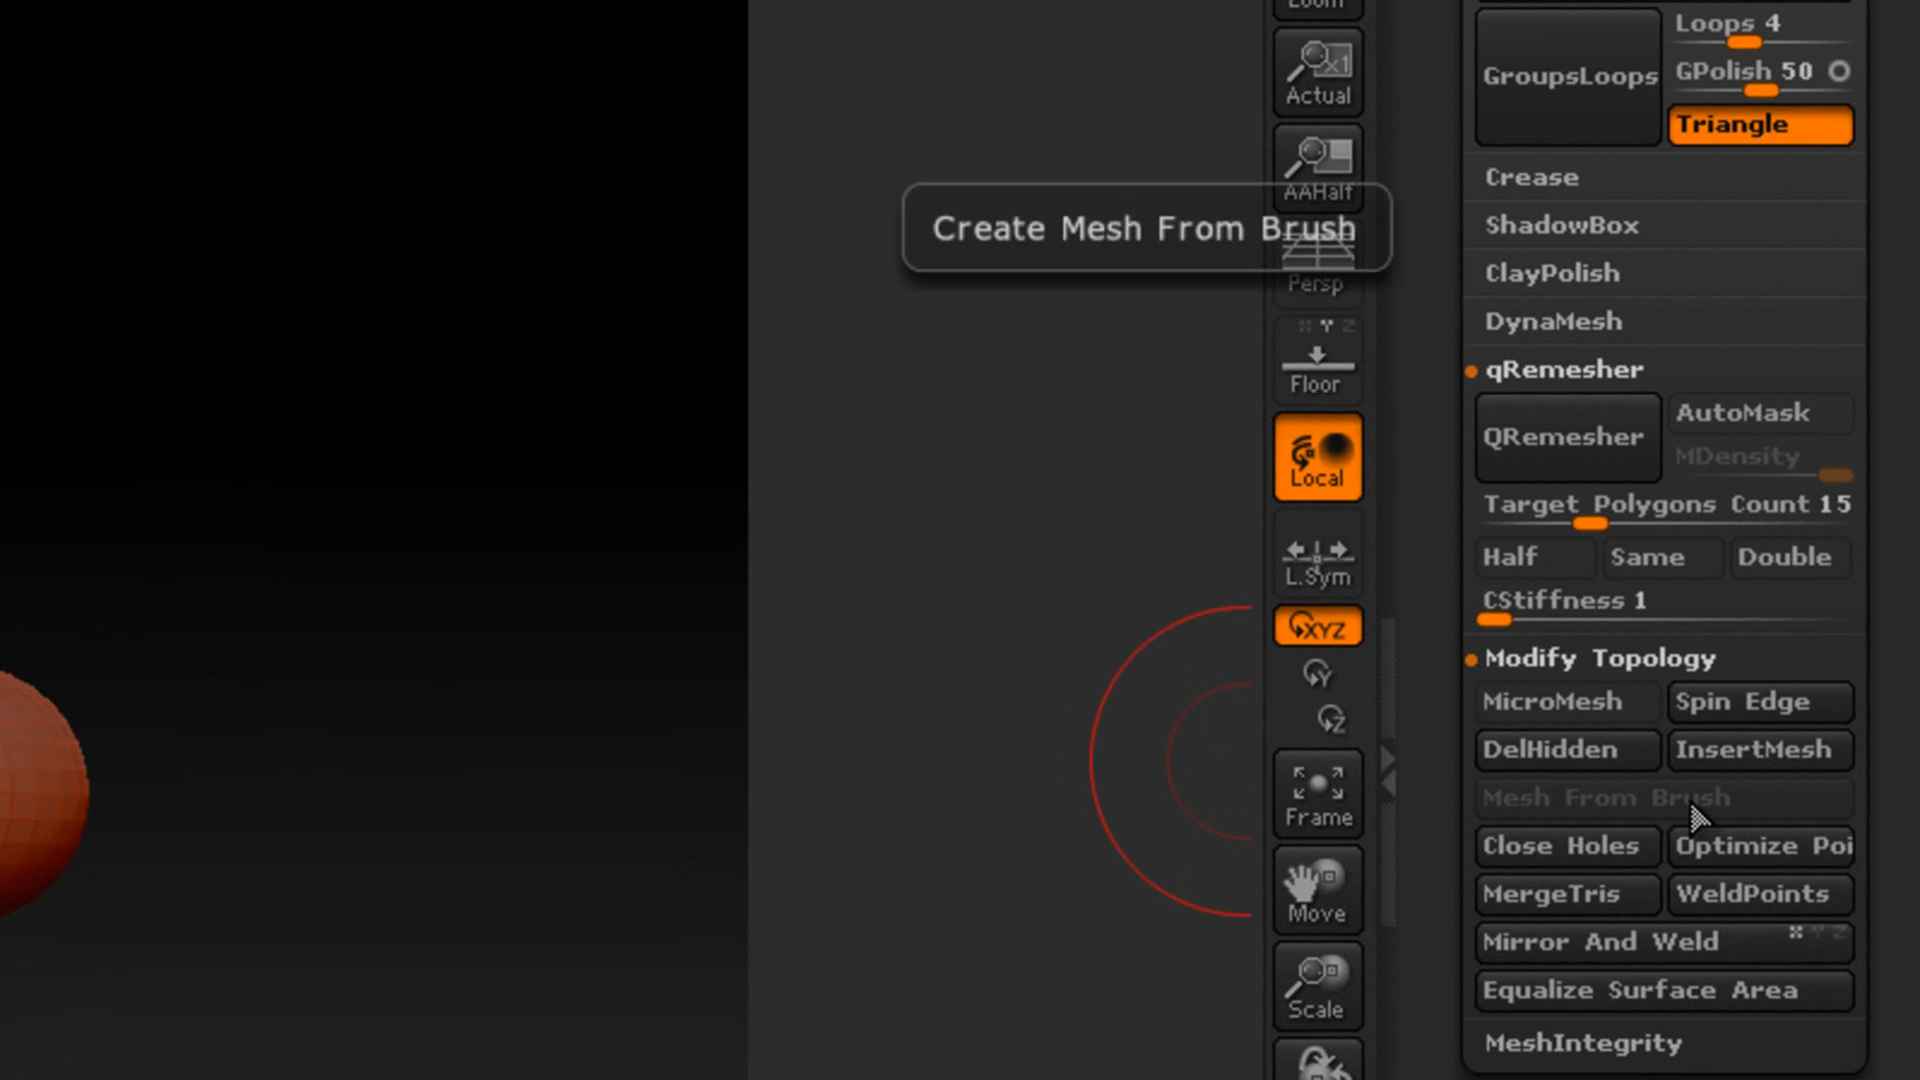 Zoom
Actual
AAHalf
Create Mesh From Brush
Persp
X Y Z
Floor
Local
L.Sym
XYZ
Y
Z
Frame
Move
Scale
GroupsLoops
Loops 4
GPolish 50
Triangle
Crease
ShadowBox
ClayPolish
DynaMesh
qRemesher
QRemesher
AutoMask
MDensity
Target Polygons Count 15
Half Same Double
CStiffness 1
Modify Topology
MicroMesh Spin Edge
DelHidden InsertMesh
Mesh From Brush
Close Holes Optimize Poi
MergeTris WeldPoints
Mirror And Weld X Y Z
Equalize Surface Area
MeshIntegrity